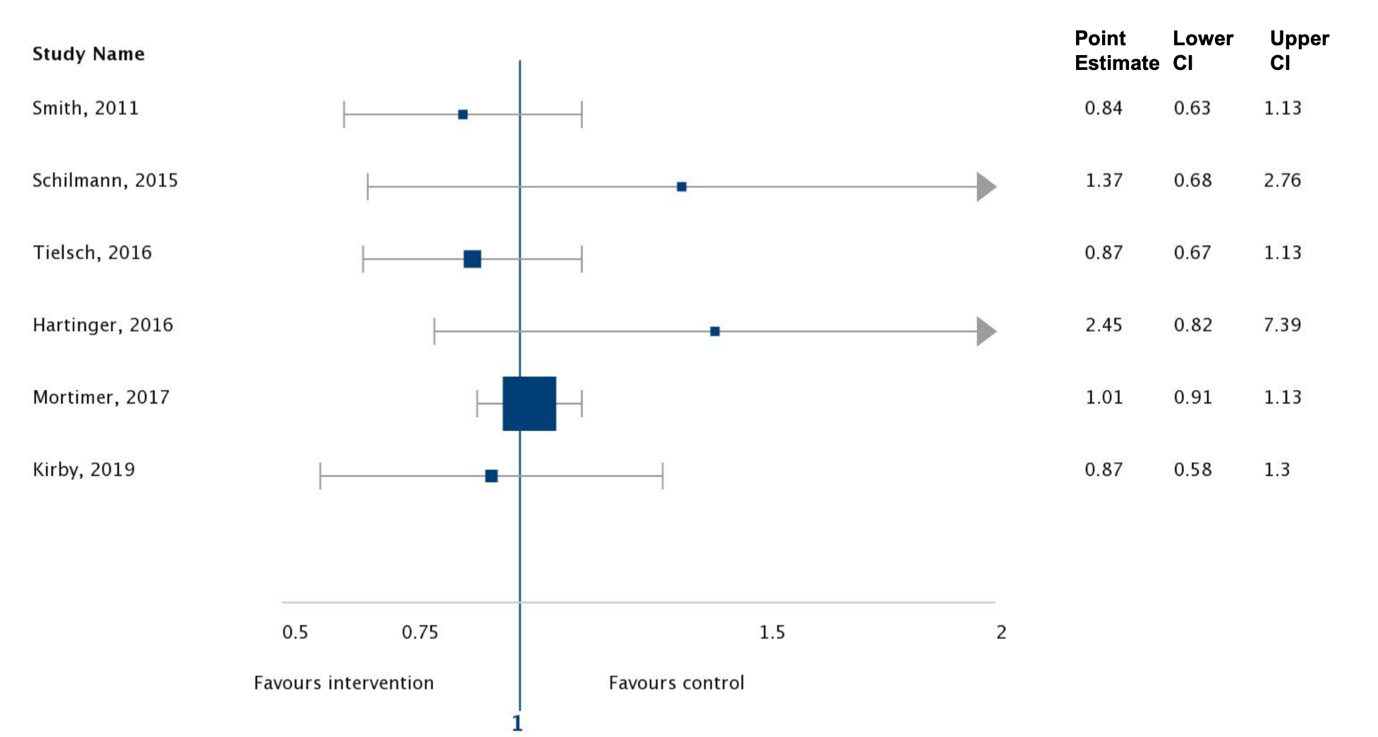 Study Name
Point Lower Upper
Estimate CI CI
Smith, 2011 0.84 0.63 1.13
Schilmann, 2015 1.37 0.68 2.76
Tielsch, 2016 0.87 0.67 1.13
Hartinger, 2016 2.45 0.82 7.39
Mortimer, 2017 1.01 0.91 1.13
Kirby, 2019 0.87 0.58 1.3
0.5 0.75 1.5 2
Favours intervention Favours control
1